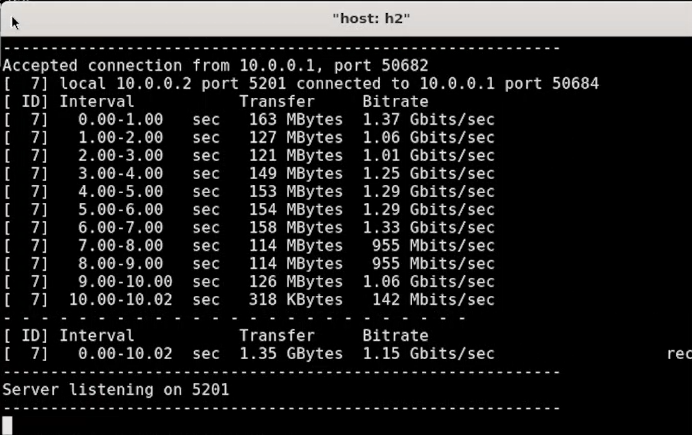 "host: h2"
-----------------------------------------------------------
Accepted connection from 10.0.0.1, port 50682
[  7] local 10.0.0.2 port 5201 connected to 10.0.0.1 port 50684
[ ID] Interval           Transfer     Bitrate
[  7]   0.00-1.00   sec   163 MBytes  1.37 Gbits/sec
[  7]   1.00-2.00   sec   127 MBytes  1.06 Gbits/sec
[  7]   2.00-3.00   sec   121 MBytes  1.01 Gbits/sec
[  7]   3.00-4.00   sec   149 MBytes  1.25 Gbits/sec
[  7]   4.00-5.00   sec   153 MBytes  1.29 Gbits/sec
[  7]   5.00-6.00   sec   154 MBytes  1.29 Gbits/sec
[  7]   6.00-7.00   sec   158 MBytes  1.33 Gbits/sec
[  7]   7.00-8.00   sec   114 MBytes   955 Mbits/sec
[  7]   8.00-9.00   sec   114 MBytes   955 Mbits/sec
[  7]   9.00-10.00  sec   126 MBytes  1.06 Gbits/sec
[  7]  10.00-10.02  sec   318 KBytes   142 Mbits/sec
- - - - - - - - - - - - - - - - - - - - - - - - -
[ ID] Interval           Transfer     Bitrate
[  7]   0.00-10.02  sec  1.35 GBytes  1.15 Gbits/sec                  rec
-----------------------------------------------------------
Server listening on 5201
-----------------------------------------------------------